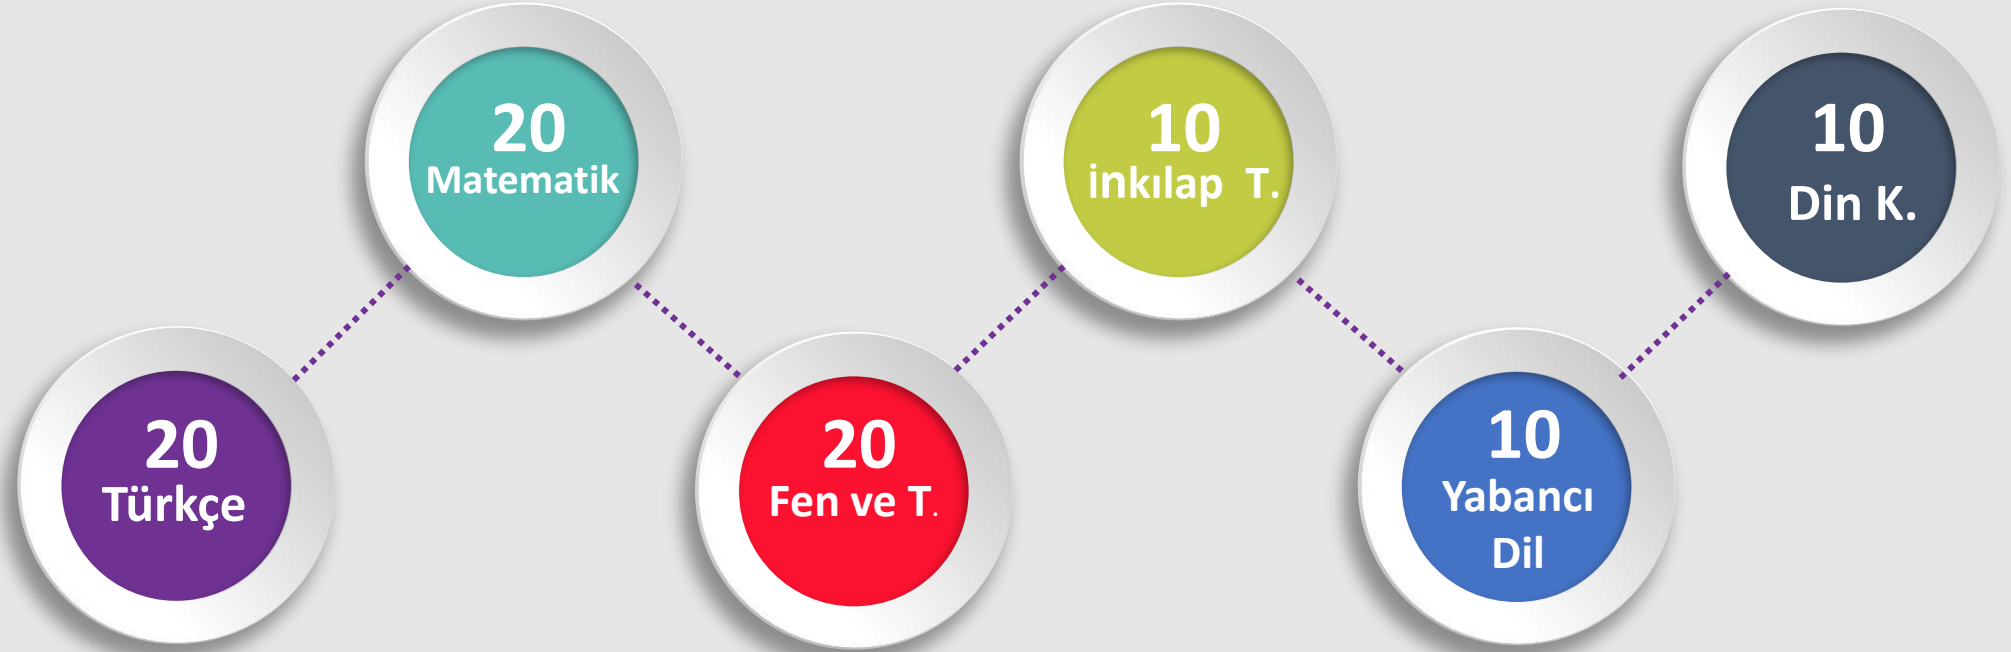 20
Türkçe
20
Matematik
20
Fen ve T.
10
inkılap T.
10
Yabancı
Dil
10
Din K.